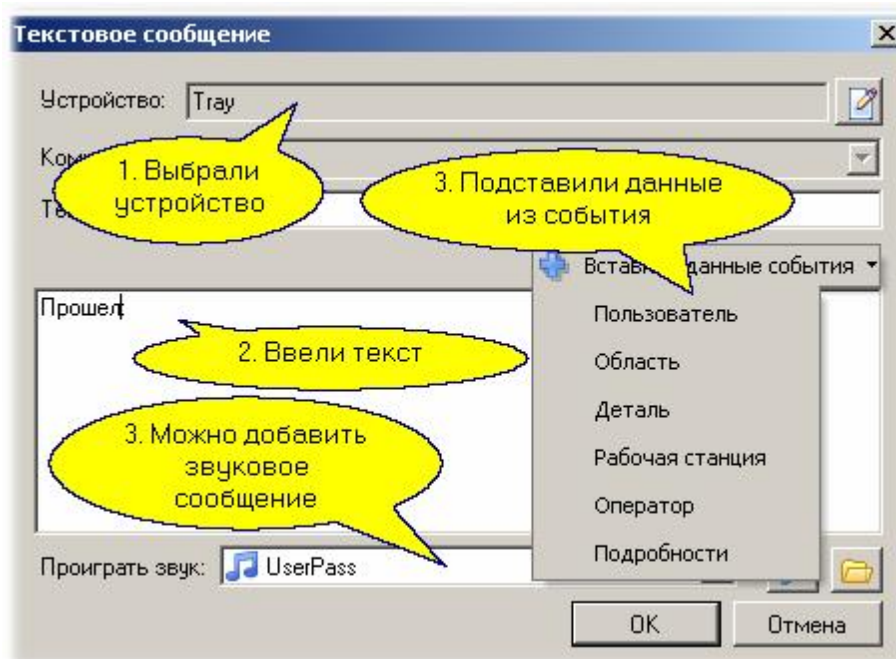 Текстовое сообщение
Устройство: Tray
1. Выбрали
устройство
3. Подставили данные
из события
данные события
Прошел
Пользователь
2. Ввели текст
Область
Деталь
3. Можно добавить
звуковое
сообщение
Рабочая станция
Оператор
Подробности
Проиграть звук: UserPass
OK Отмена